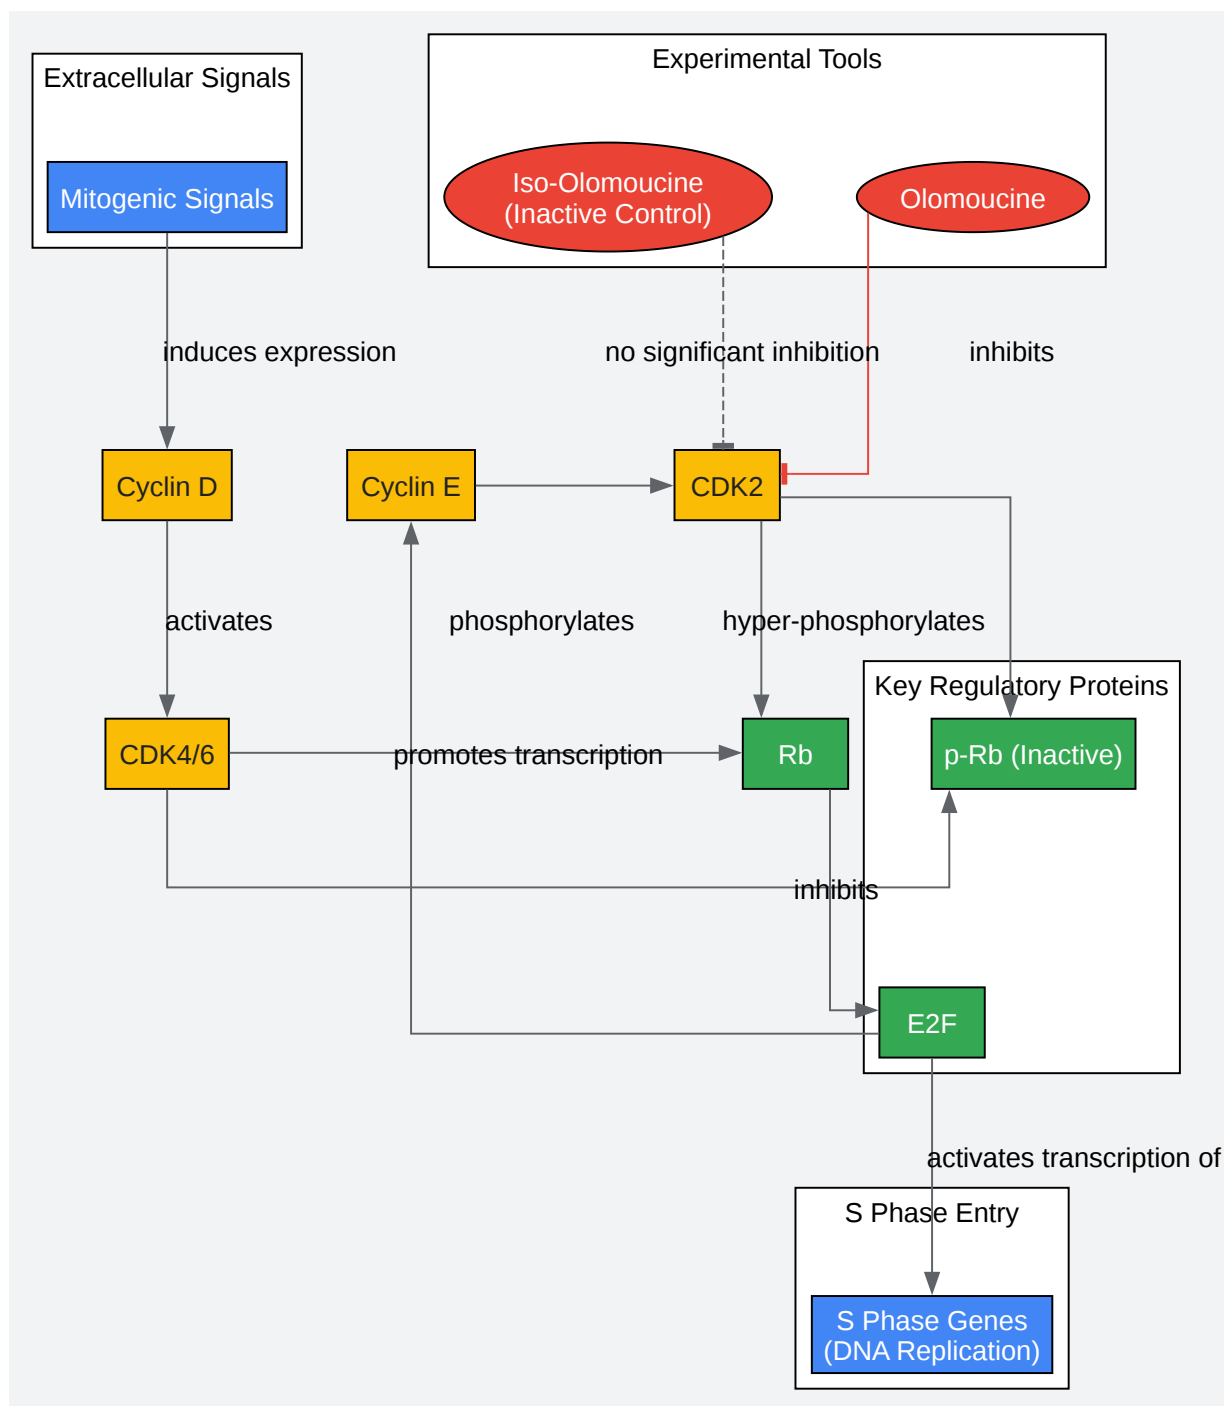 Extracellular Signals
Experimental Tools
Mitogenic Signals
Iso-Olomoucine
(Inactive Control)
Olomoucine
induces expression
no significant inhibition
inhibits
Cyclin D
Cyclin E
CDK2
activates
phosphorylates
hyper-phosphorylates
Key Regulatory Proteins
CDK4/6
promotes transcription
Rb
p-Rb (Inactive)
inhibits
E2F
activates transcription of
S Phase Entry
S Phase Genes
(DNA Replication)